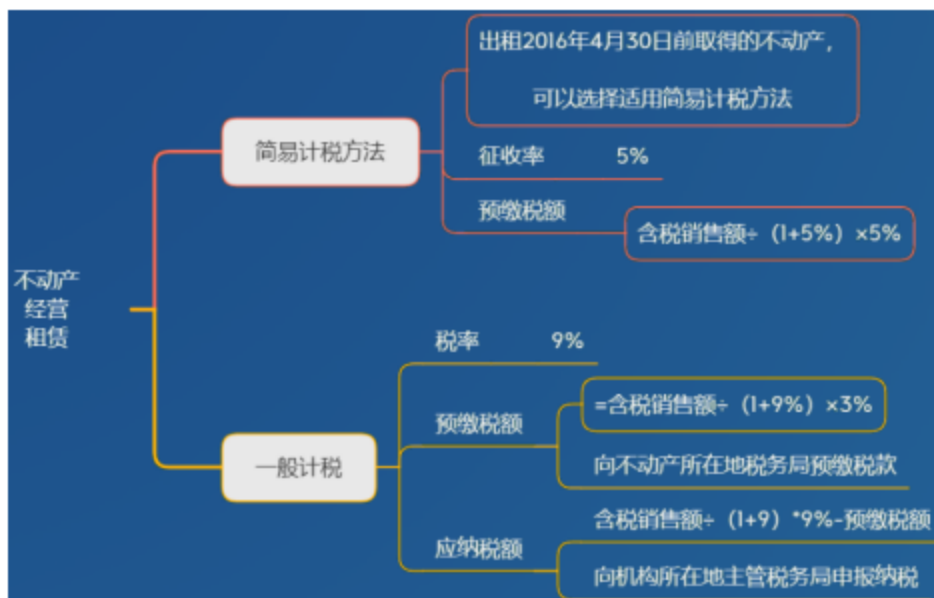 不动产
经营
租赁
简易计税方法
出租2016年4月30日前取得的不动产，
可以选择适用简易计税方法
征收率 5%
预缴税额
含税销售额÷（1+5%）×5%
一般计税
税率 9%
预缴税额
=含税销售额÷（1+9%）×3%
向不动产所在地税务局预缴税款
应纳税额
含税销售额÷（1+9）*9%-预缴税额
向机构所在地主管税务局申报纳税